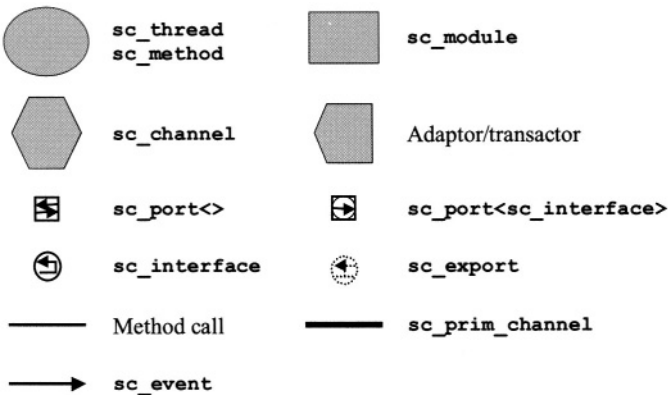 sc_thread
sc_method
sc_module
sc_channel
Adaptor/transactor
sc_port<>
sc_port<sc_interface>
sc_interface
sc_export
Method call
sc_prim_channel
sc_event